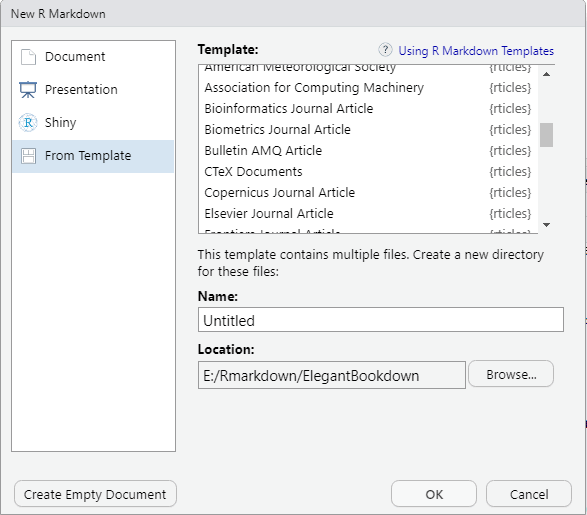 New R Markdown
Document
Presentation
Shiny
From Template
Template:
? Using R Markdown Templates
American Meteorological Society {rticles}
Association for Computing Machinery {rticles}
Bioinformatics Journal Article {rticles}
Biometrics Journal Article {rticles}
Bulletin AMQ Article {rticles}
CTeX Documents {rticles}
Copernicus Journal Article {rticles}
Elsevier Journal Article {rticles}
Frontiers Journal Article {rticles}
This template contains multiple files. Create a new directory
for these files:
Name:
Untitled
Location:
E:/Rmarkdown/ElegantBookdown
Browse...
Create Empty Document
OK
Cancel